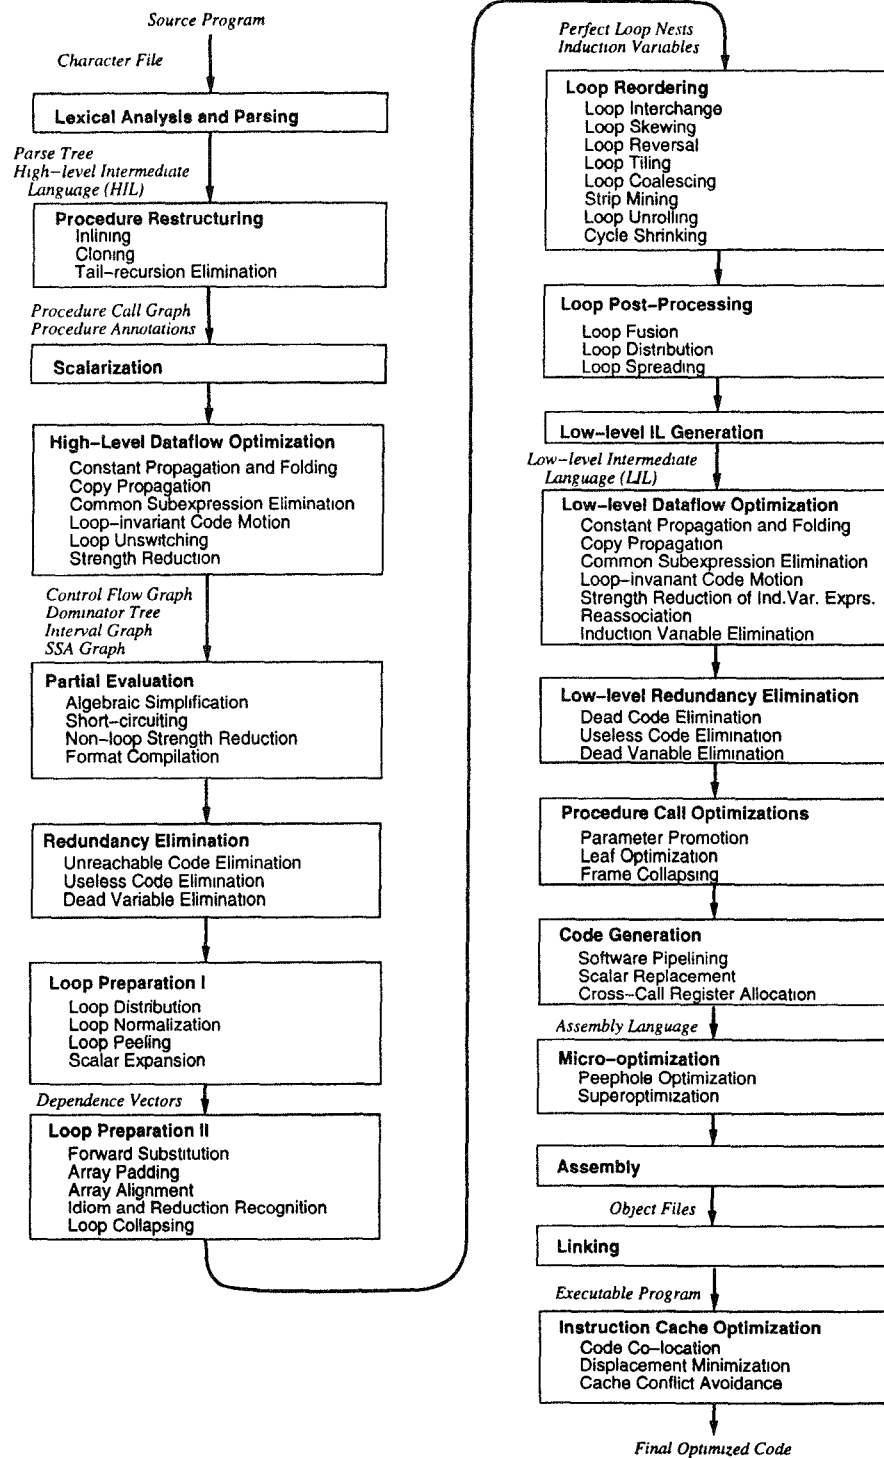 Source Program
Character File
Lexical Analysis and Parsing
Parse Tree
High-level Intermediate
Language (HIL)
Procedure Restructuring
Inlining
Cloning
Tail-recursion Elimination
Procedure Call Graph
Procedure Annotations
Scalarization
High-Level Dataflow Optimization
Constant Propagation and Folding
Copy Propagation
Common Subexpression Elimination
Loop-invariant Code Motion
Loop Unswitching
Strength Reduction
Control Flow Graph
Dominator Tree
Interval Graph
SSA Graph
Partial Evaluation
Algebraic Simplification
Short-circuiting
Non-loop Strength Reduction
Format Compilation
Redundancy Elimination
Unreachable Code Elimination
Useless Code Elimination
Dead Variable Elimination
Loop Preparation I
Loop Distribution
Loop Normalization
Loop Peeling
Scalar Expansion
Dependence Vectors
Loop Preparation II
Forward Substitution
Array Padding
Array Alignment
Idiom and Reduction Recognition
Loop Collapsing
Perfect Loop Nests
Induction Variables
Loop Reordering
Loop Interchange
Loop Skewing
Loop Reversal
Loop Tiling
Loop Coalescing
Strip Mining
Loop Unrolling
Cycle Shrinking
Loop Post-Processing
Loop Fusion
Loop Distribution
Loop Spreading
Low-level IL Generation
Low-level Intermediate
Language (LIL)
Low-level Dataflow Optimization
Constant Propagation and Folding
Copy Propagation
Common Subexpression Elimination
Loop-invariant Code Motion
Strength Reduction of Ind.Var. Exprs.
Reassociation
Induction Variable Elimination
Low-level Redundancy Elimination
Dead Code Elimination
Useless Code Elimination
Dead Variable Elimination
Procedure Call Optimizations
Parameter Promotion
Leaf Optimization
Frame Collapsing
Code Generation
Software Pipelining
Scalar Replacement
Cross-Call Register Allocation
Assembly Language
Micro-optimization
Peephole Optimization
Superoptimization
Assembly
Object Files
Linking
Executable Program
Instruction Cache Optimization
Code Co-location
Displacement Minimization
Cache Conflict Avoidance
Final Optimized Code